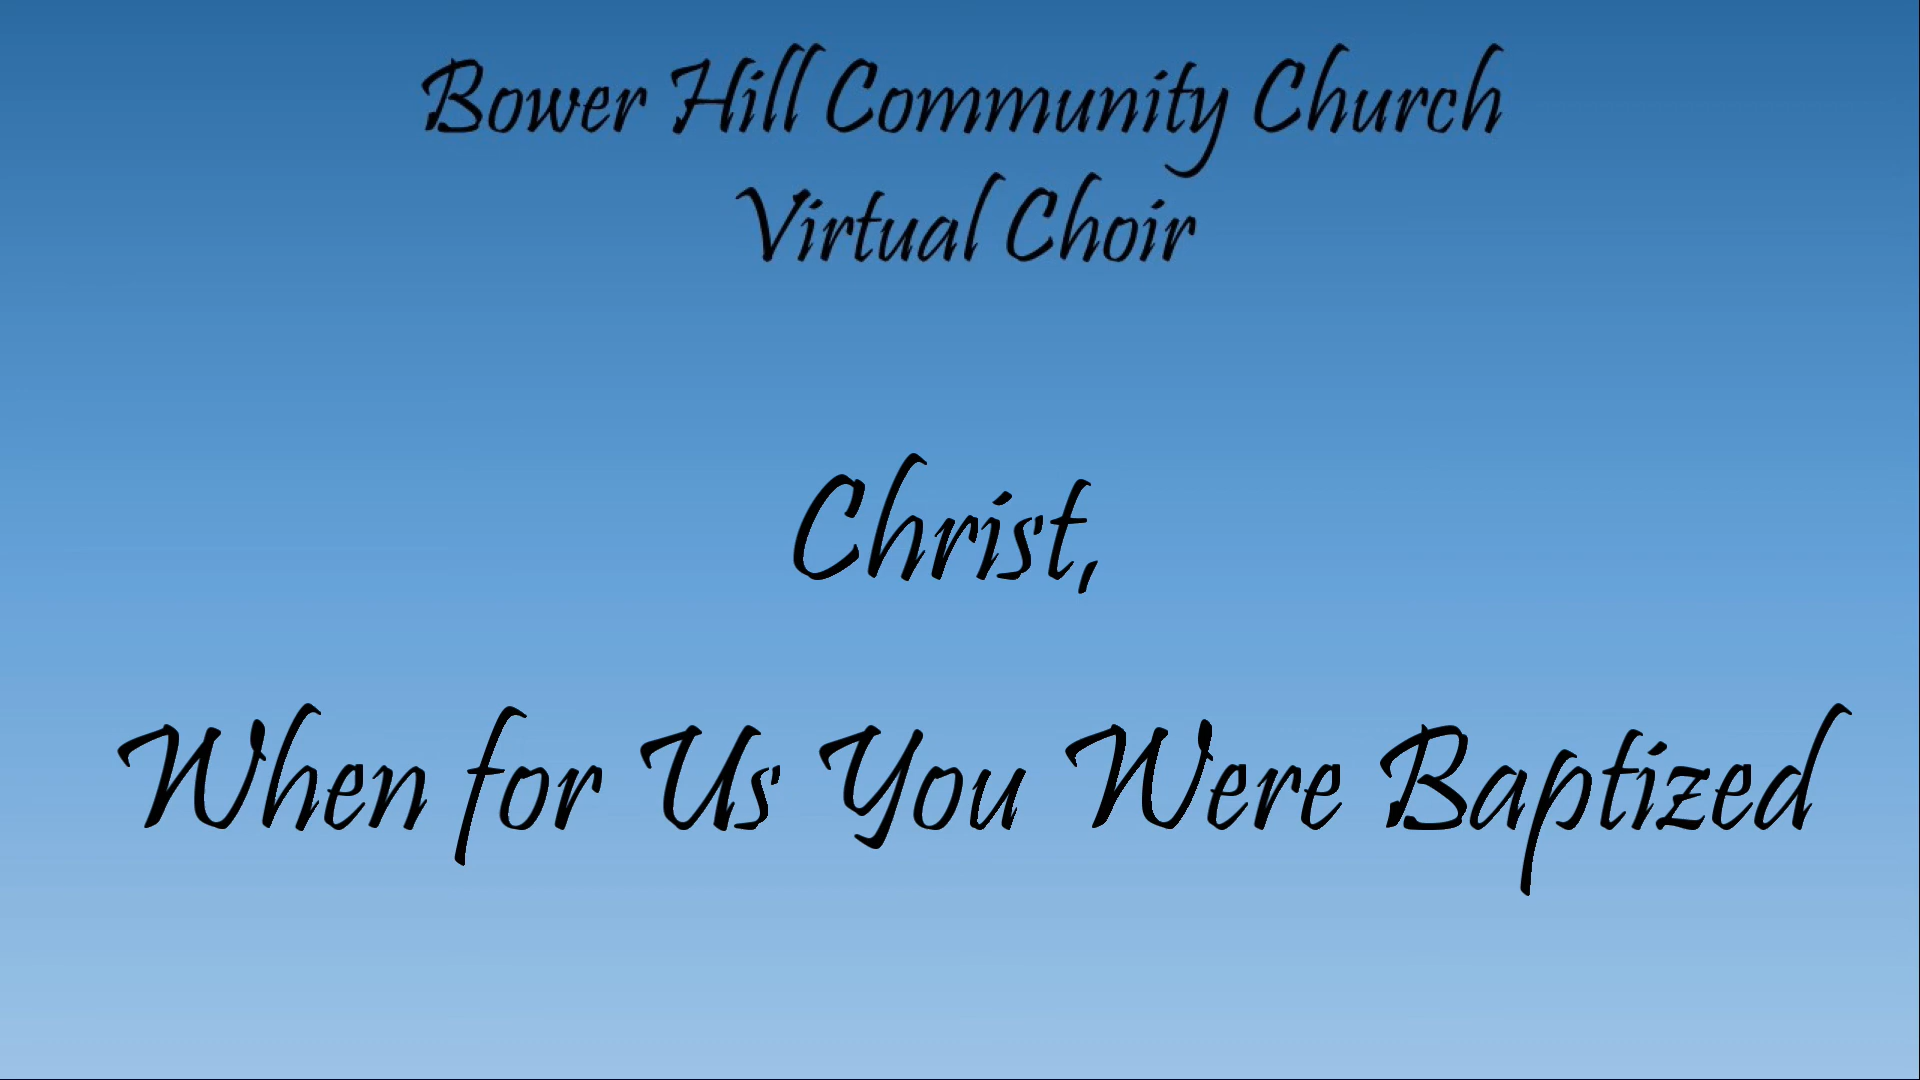 Bower Hill Community Church
Virtual Choir
Christ,
When for Us You Were Baptized